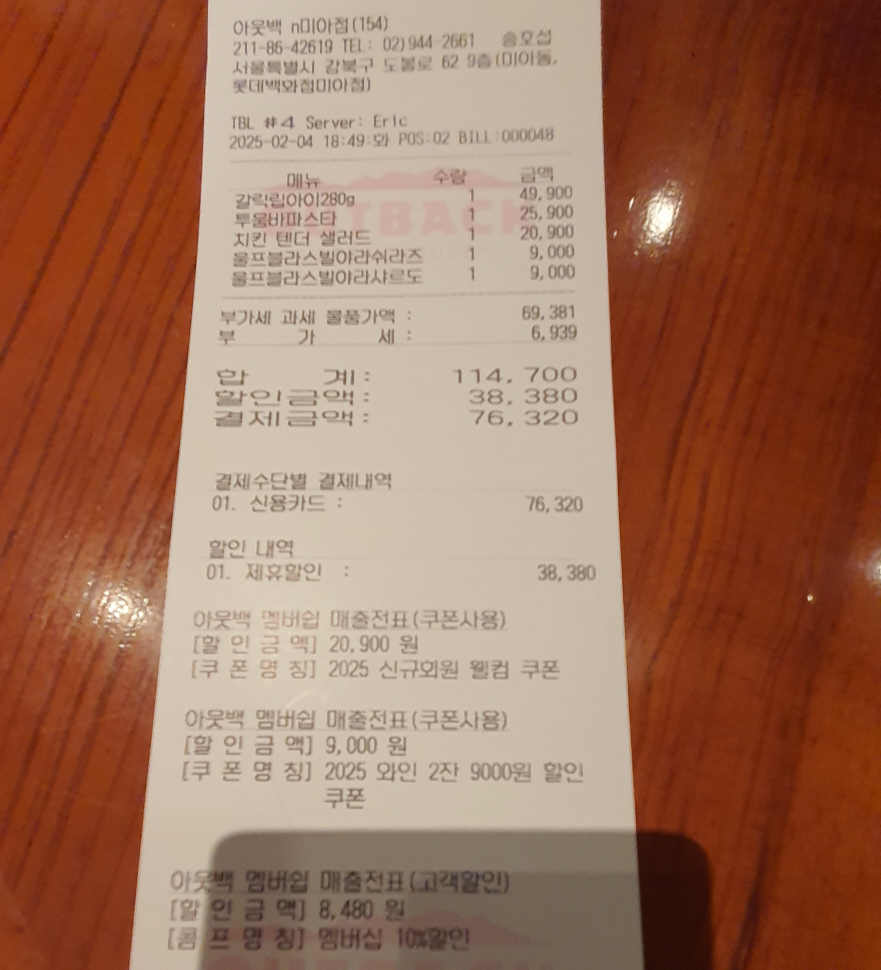 아웃백 n미아점(154)
211-86-42619 TEL: 02)944-2661 송호섭
서울특별시 강북구 도봉로 62 9층(미아동,
롯데백화점미아점)
TBL #4 Server: Eric
2025-02-04 18:49:화 POS:02 BILL:000048
메뉴 수량 금액
갈릭립아이280g 1 49,900
투움바파스타 1 25,900
치킨 텐더 샐러드 1 20,900
울프블라스빌야라쉬라즈 1 9,000
울프블라스빌야라샤르도 1 9,000
부가세 과세 물품가액 : 69,381
부 가 세 : 6,939
합 계: 114,700
할인금액: 38,380
결제금액: 76,320
결제수단별 결제내역
01. 신용카드 : 76,320
할인 내역
01. 제휴할인 : 38,380
아웃백 멤버쉽 매출전표(쿠폰사용)
[할 인 금 액] 20,900 원
[쿠 폰 명 칭] 2025 신규회원 웰컴 쿠폰
아웃백 멤버쉽 매출전표(쿠폰사용)
[할 인 금 액] 9,000 원
[쿠 폰 명 칭] 2025 와인 2잔 9000원 할인
쿠폰
아웃백 멤버쉽 매출전표(고객할인)
[할 인 금 액] 8,480 원
[콤 프 명 칭] 멤버십 10%할인